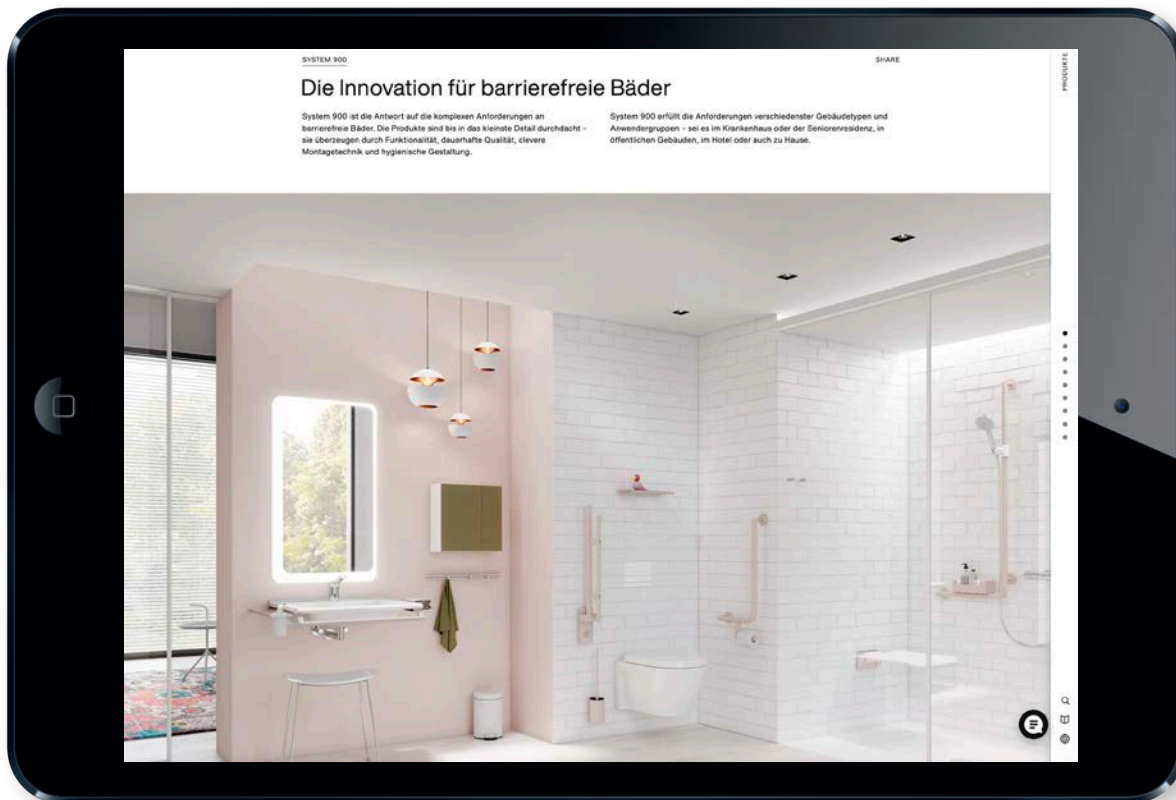 SYSTEM 900
SHARE
PRODUKTE
Die Innovation für barrierefreie Bäder
System 900 ist die Antwort auf die komplexen Anforderungen an
barrierefreie Bäder. Die Produkte sind bis in das kleinste Detail durchdacht –
sie überzeugen durch Funktionalität, dauerhafte Qualität, clevere
Montagetechnik und hygienische Gestaltung.
System 900 erfüllt die Anforderungen verschiedenster Gebäudetypen und
Anwendergruppen – sei es im Krankenhaus oder der Seniorenresidenz, in
öffentlichen Gebäuden, im Hotel oder auch zu Hause.